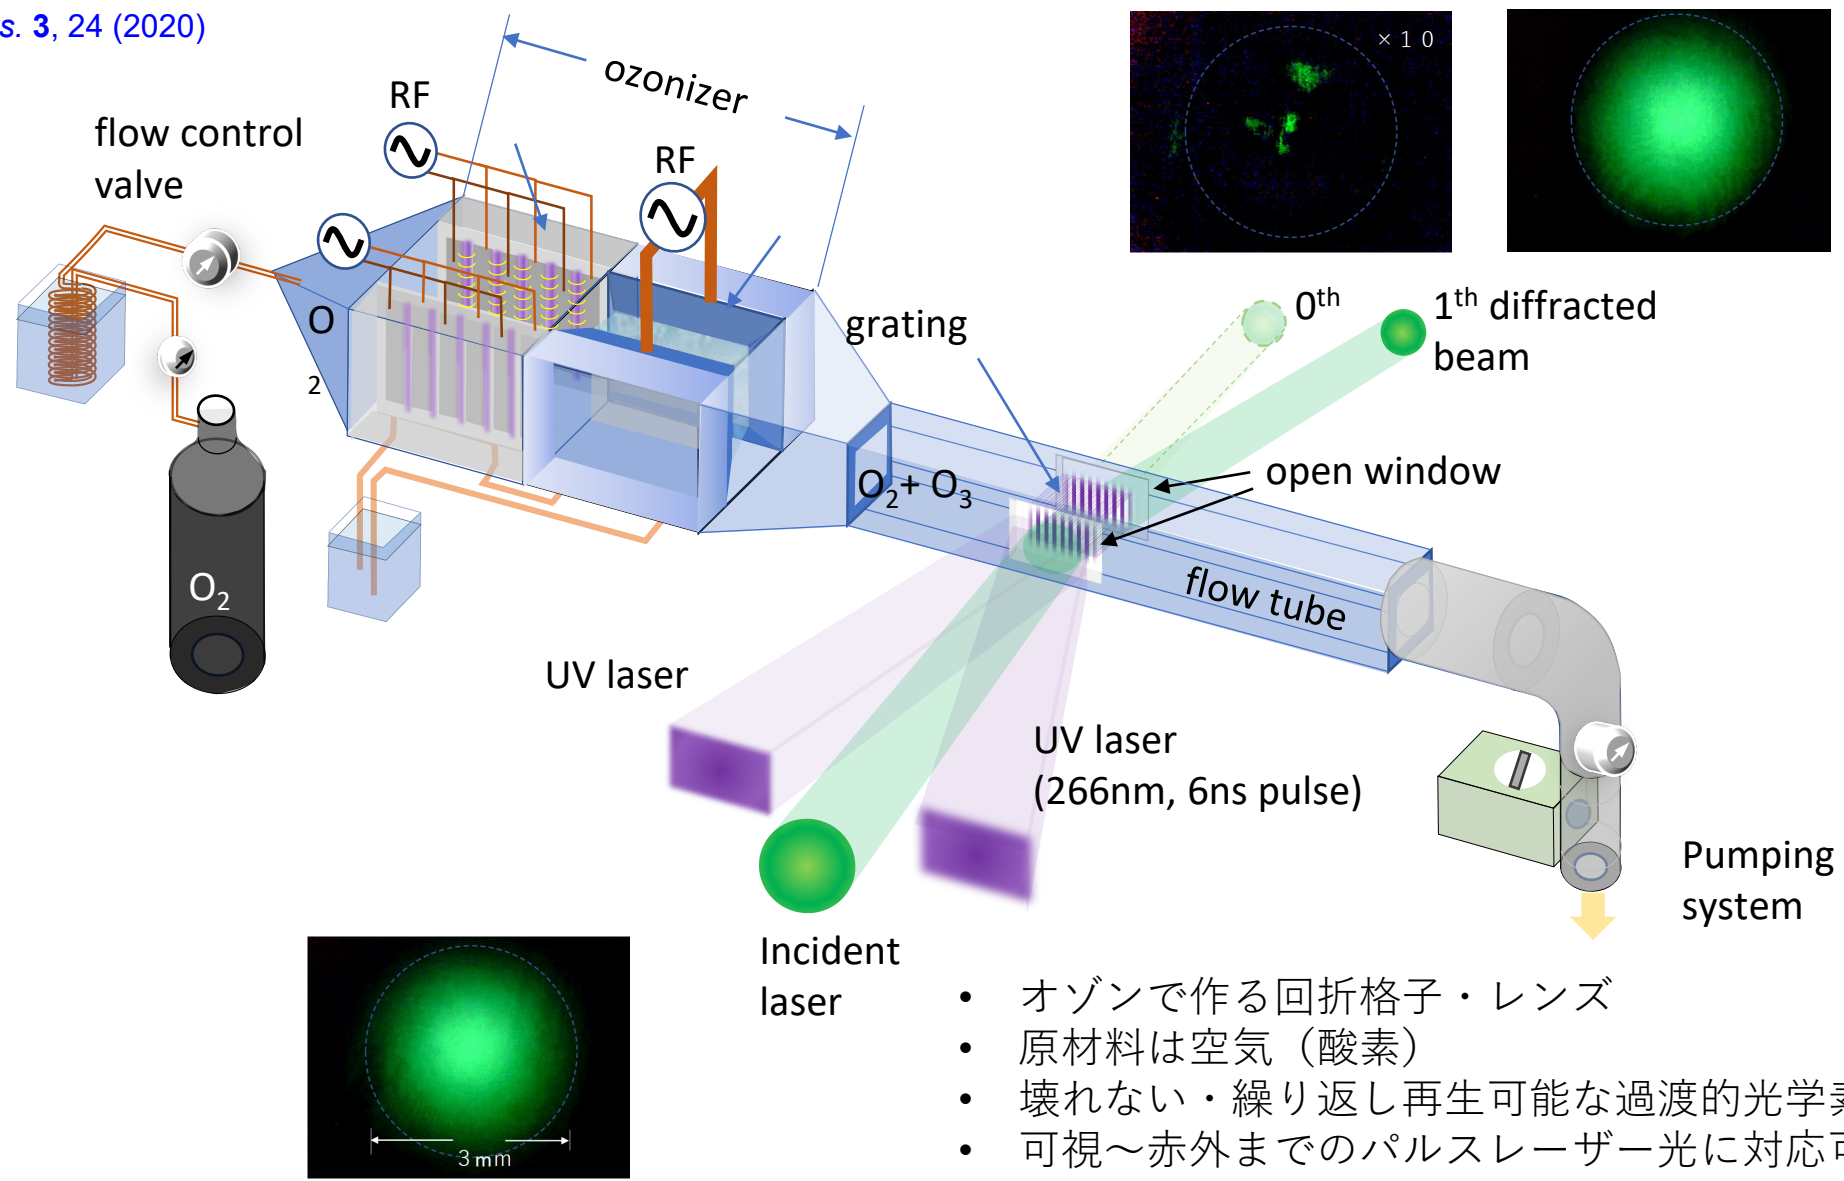 s. 3, 24 (2020)
×10
ozonizer
RF
flow control
valve
RF
0th
1th diffracted
beam
grating
O
2
open window
O2+ O3
O2
flow tube
UV laser
UV laser
(266nm, 6ns pulse)
Pumping
system
Incident
laser
3mm
• オゾンで作る回折格子・レンズ
• 原材料は空気（酸素）
• 壊れない・繰り返し再生可能な過渡的光学素
• 可視～赤外までのパルスレーザー光に対応可